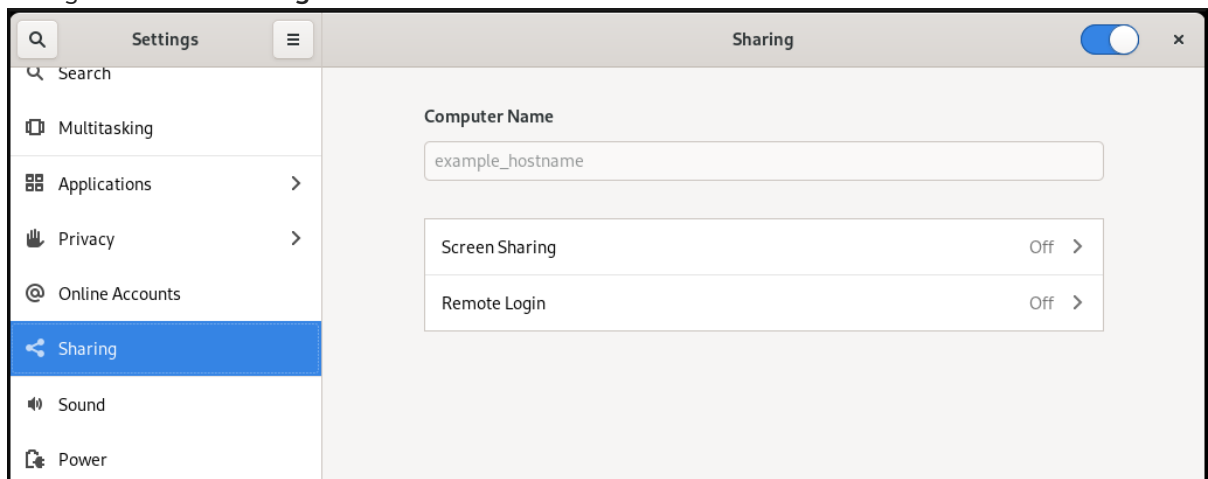 Settings
Sharing
Search
Multitasking
Applications
Privacy
Online Accounts
Sharing
Sound
Power
Computer Name
example_hostname
Screen Sharing Off
Remote Login Off